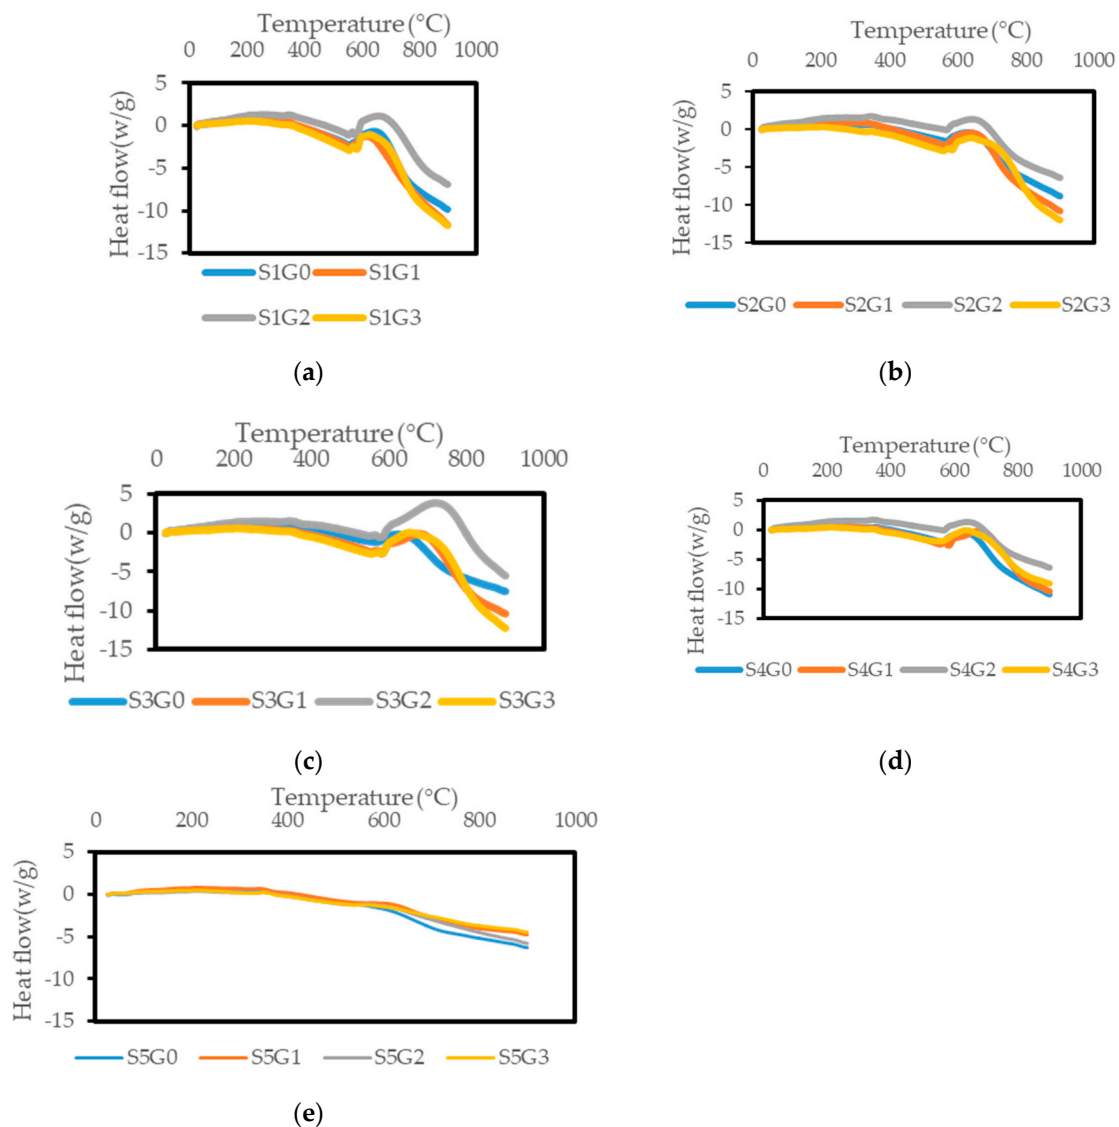 Temperature (°C)
0 200 400 600 800 1000
5
0
-5
-10
-15
Heat flow(w/g)
S1G0 S1G1
S1G2 S1G3
(a)
Temperature (°C)
0 200 400 600 800 1000
5
0
-5
-10
-15
Heat flow(w/g)
S2G0 S2G1 S2G2 S2G3
(b)
Temperature (°C)
0 200 400 600 800 1000
5
0
-5
-10
-15
Heat flow(w/g)
S3G0 S3G1 S3G2 S3G3
(c)
Temperature (°C)
0 200 400 600 800 1000
5
0
-5
-10
-15
Heat flow(w/g)
S4G0 S4G1 S4G2 S4G3
(d)
Temperature (°C)
0 200 400 600 800 1000
5
0
-5
-10
-15
Heat flow(w/g)
S5G0 S5G1 S5G2 S5G3
(e)